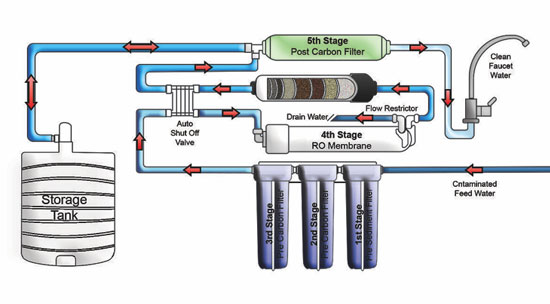 5th Stage
Post Carbon Filter
Clean
Faucet
Water
Drain Water
Flow Restrictor
Auto
Shut Off
Valve
4th Stage
RO Membrane
Storage
Tank
3rd Stage
Pre Carbon Filter
2nd Stage
Pre Carbon Filter
1st Stage
Pre Sediment Filter
Cntaminated
Feed Water